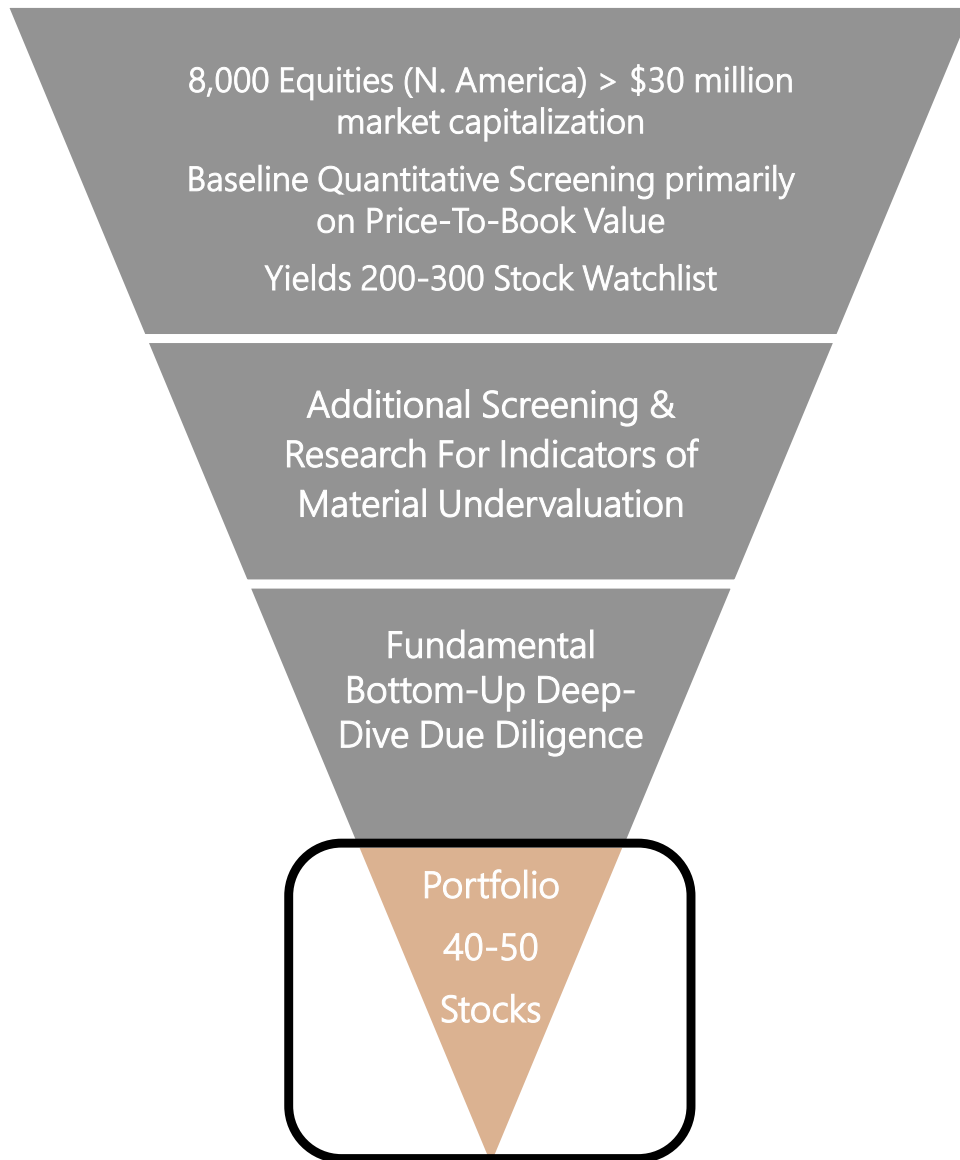 8,000 Equities (N. America) > $30 million
market capitalization
Baseline Quantitative Screening primarily
on Price-To-Book Value
Yields 200-300 Stock Watchlist
Additional Screening &
Research For Indicators of
Material Undervaluation
Fundamental
Bottom-Up Deep-
Dive Due Diligence
Portfolio
40-50
Stocks